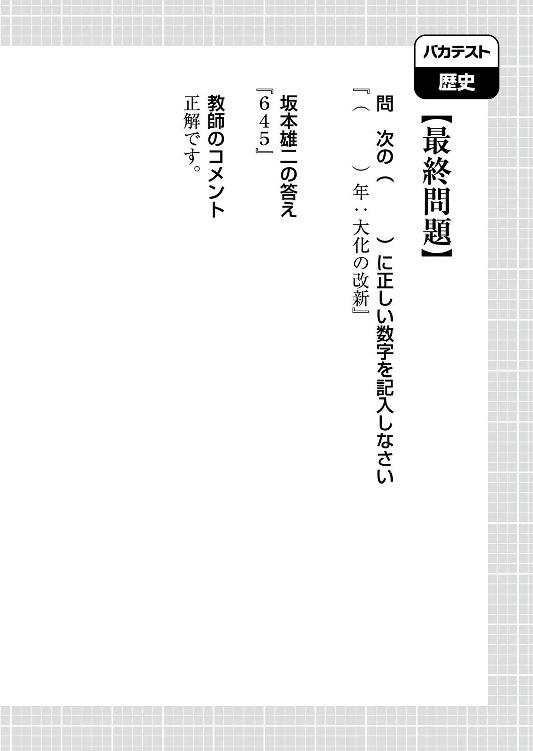 バカテスト
歴史
【最終問題】
問　次の（　　）に正しい数字を記入しなさい
『（　　）年：大化の改新』
坂本雄二の答え
『６４５』
教師のコメント
正解です。